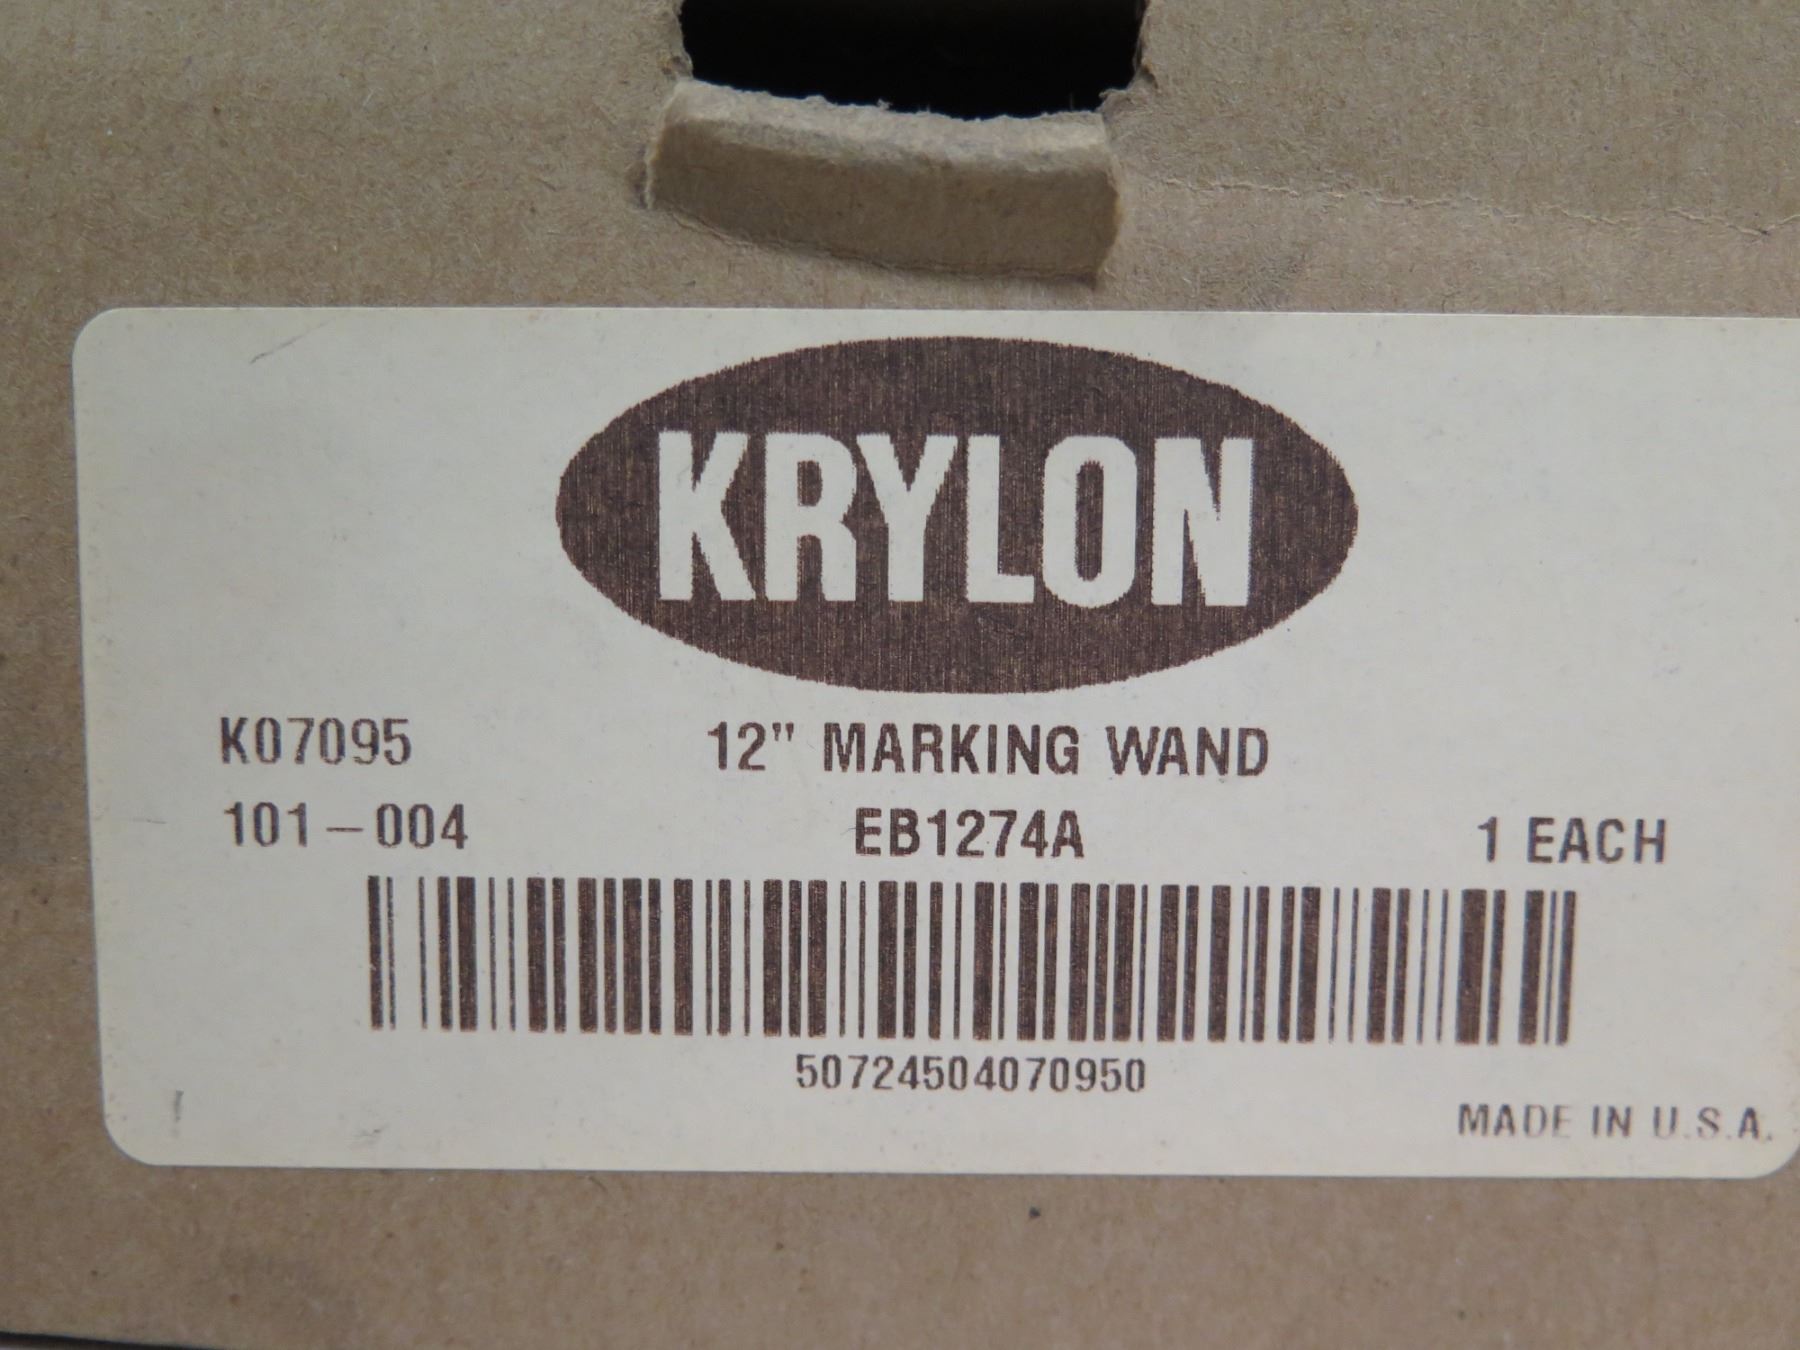 KRYLON
K07095 12" MARKING WAND
101-004 EB1274A 1 EACH
50724504070950
MADE IN U.S.A.